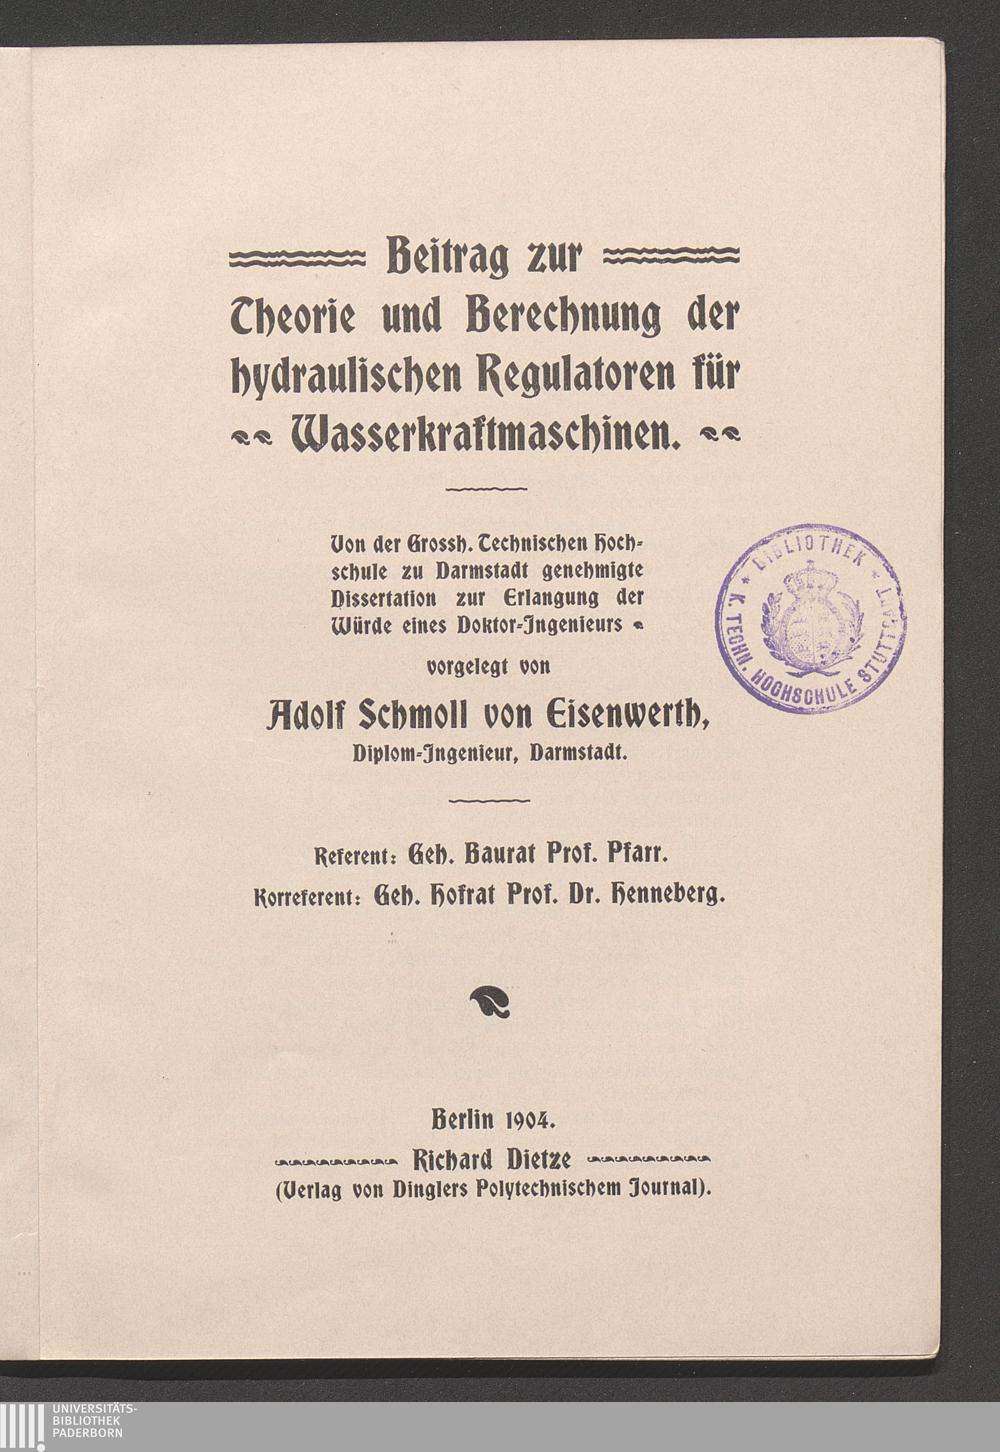 Beitrag zur
Theorie und Berechnung der
hydraulischen Regulatoren für
Wasserkraftmaschinen.
Von der Grossh. Technischen Hoch-
schule zu Darmstadt genehmigte
Dissertation zur Erlangung der
Würde eines Doktor-Ingenieurs
vorgelegt von
Adolf Schmoll von Eisenwerth,
Diplom-Ingenieur, Darmstadt.
BIBLIOTHEK
K. TECHN. HOCHSCHULE STUTTGART
Referent: Geh. Baurat Prof. Pfarr.
Korreferent: Geh. Hofrat Prof. Dr. Henneberg.
Berlin 1904.
Richard Dietze
(Verlag von Dinglers Polytechnischem Journal).
UNIVERSITÄTS-
BIBLIOTHEK
PADERBORN